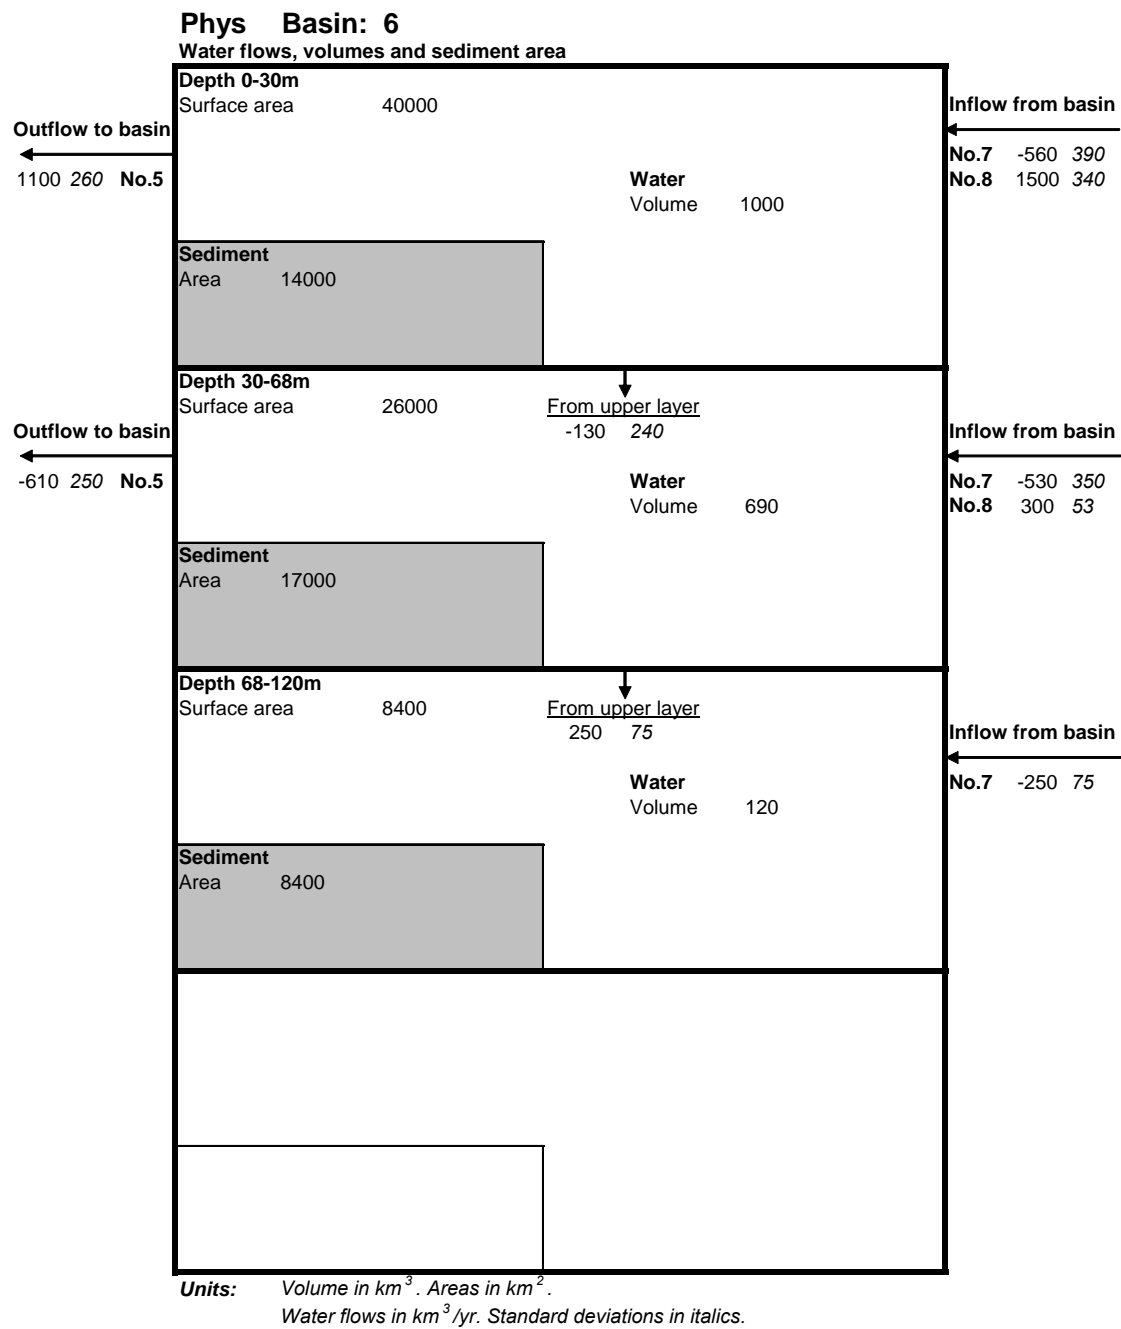 Phys Basin: 6
Water flows, volumes and sediment area
Depth 0-30m
Surface area 40000
Inflow from basin
Outflow to basin
No.7 -560 390
1100 260 No.5
Water
No.8 1500 340
Volume 1000
Sediment
Area 14000
Depth 30-68m
Surface area 26000
From upper layer
-130 240
Outflow to basin
Inflow from basin
-610 250 No.5
Water
No.7 -530 350
Volume 690
No.8 300 53
Sediment
Area 17000
Depth 68-120m
Surface area 8400
From upper layer
250 75
Inflow from basin
Water
No.7 -250 75
Volume 120
Sediment
Area 8400
Units: Volume in km³ . Areas in km² .
Water flows in km³ /yr. Standard deviations in italics.